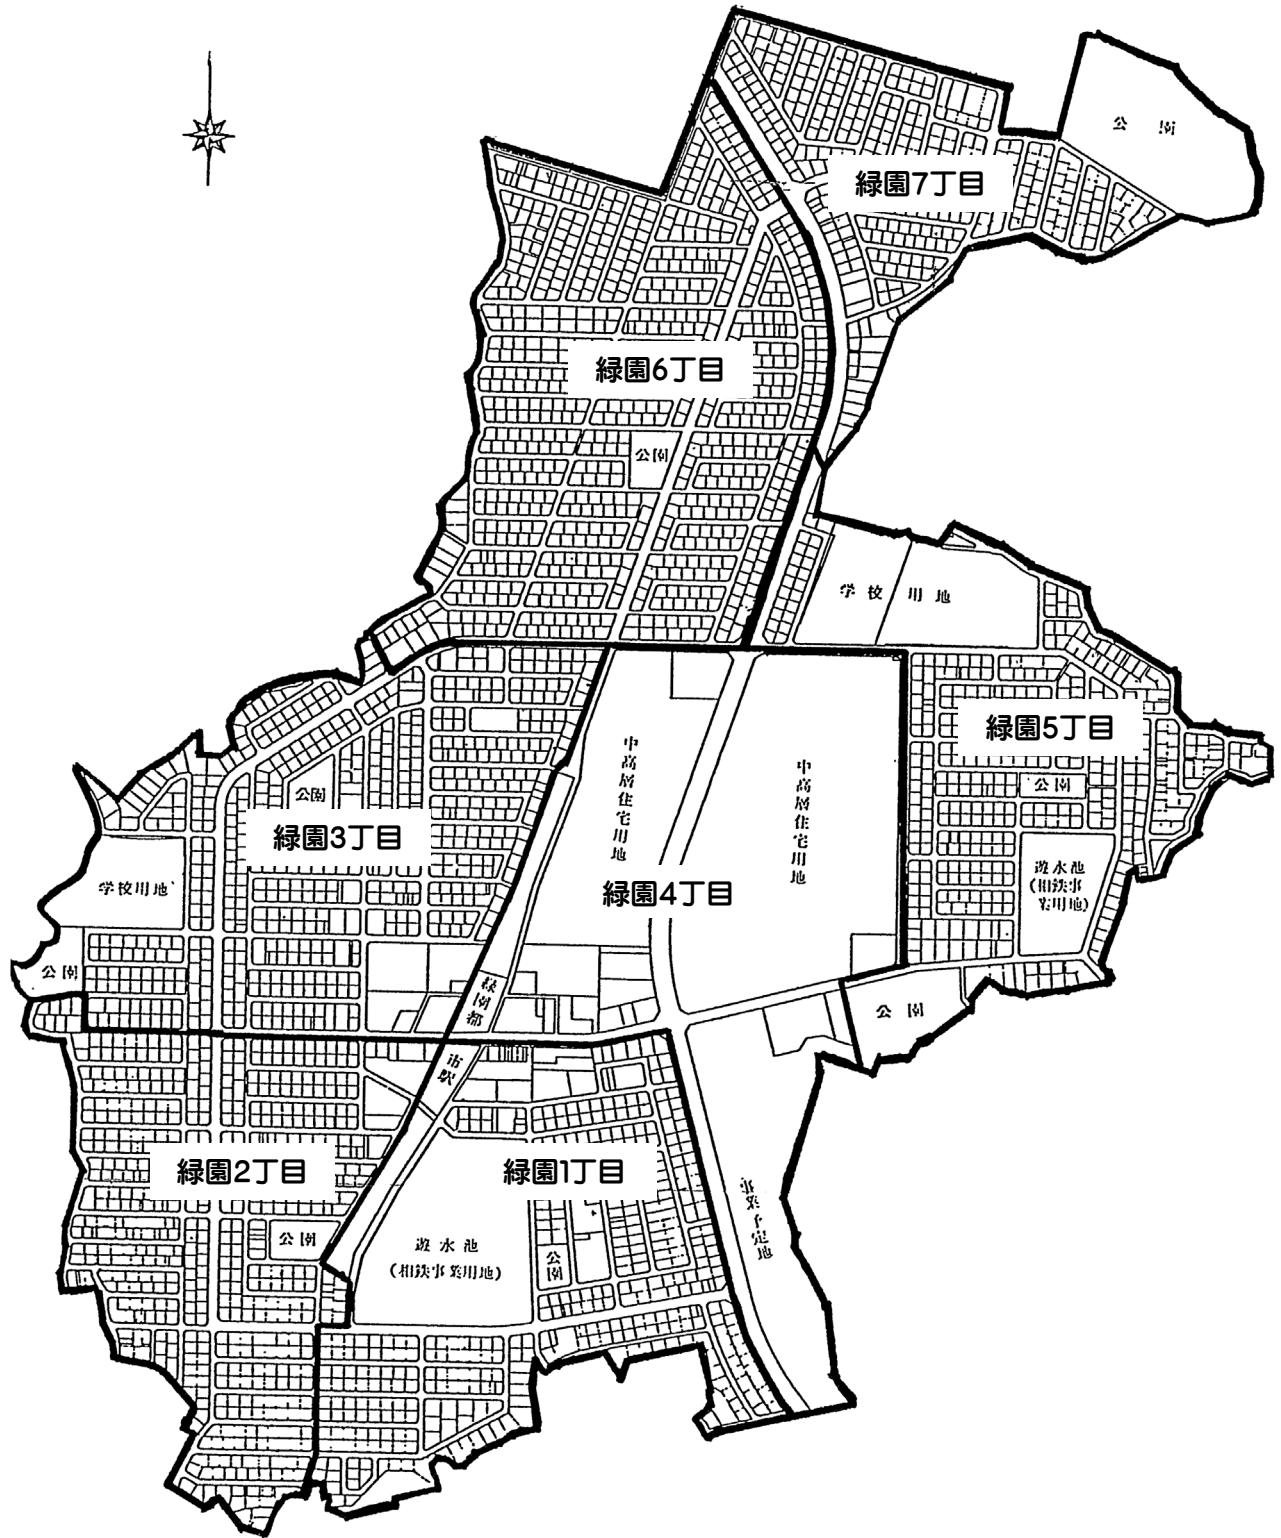 公園
緑園7丁目
緑園6丁目
公園
学校用地
緑園5丁目
中高層住宅用地
中高層住宅用地
公園
公園
緑園3丁目
遊水池
(相鉄事
業用地)
学校用地
緑園4丁目
公園
緑園都
市駅
公園
緑園2丁目
緑園1丁目
事業予定地
公園
遊水池
(相鉄事業用地)
公園